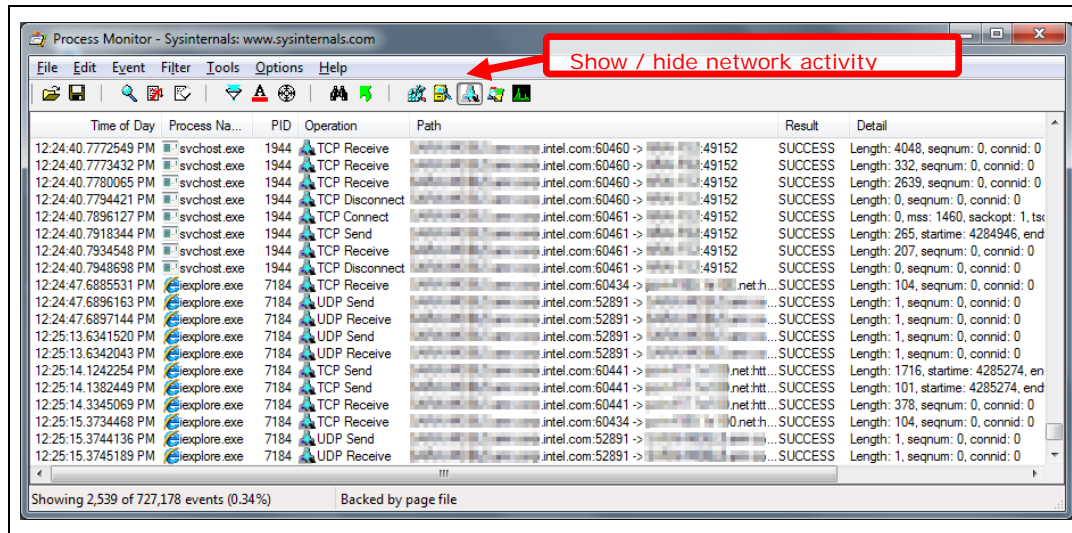 Process Monitor - Sysinternals: www.sysinternals.com
Show / hide network activity
File Edit Event Filter Tools Options Help
Time of Day Process Na... PID Operation Path Result Detail
12:24:40.7772549 PM svchost.exe 1944 TCP Receive .intel.com:60460 -> :49152 SUCCESS Length: 4048, seqnum: 0, connid: 0
12:24:40.7773432 PM svchost.exe 1944 TCP Receive .intel.com:60460 -> :49152 SUCCESS Length: 332, seqnum: 0, connid: 0
12:24:40.7780065 PM svchost.exe 1944 TCP Receive .intel.com:60460 -> :49152 SUCCESS Length: 2639, seqnum: 0, connid: 0
12:24:40.7794421 PM svchost.exe 1944 TCP Disconnect .intel.com:60460 -> :49152 SUCCESS Length: 0, seqnum: 0, connid: 0
12:24:40.7896127 PM svchost.exe 1944 TCP Connect .intel.com:60461 -> :49152 SUCCESS Length: 0, mss: 1460, sackopt: 1, tsc
12:24:40.7918344 PM svchost.exe 1944 TCP Send .intel.com:60461 -> :49152 SUCCESS Length: 265, startime: 4284946, end
12:24:40.7934548 PM svchost.exe 1944 TCP Receive .intel.com:60461 -> :49152 SUCCESS Length: 207, seqnum: 0, connid: 0
12:24:40.7948698 PM svchost.exe 1944 TCP Disconnect .intel.com:60461 -> :49152 SUCCESS Length: 0, seqnum: 0, connid: 0
12:24:47.6885531 PM iexplore.exe 7184 TCP Receive .intel.com:60434 -> .net:h... SUCCESS Length: 104, seqnum: 0, connid: 0
12:24:47.6896163 PM iexplore.exe 7184 UDP Send .intel.com:52891 -> ... SUCCESS Length: 1, seqnum: 0, connid: 0
12:24:47.6897144 PM iexplore.exe 7184 UDP Receive .intel.com:52891 -> ... SUCCESS Length: 1, seqnum: 0, connid: 0
12:25:13.6341520 PM iexplore.exe 7184 UDP Send .intel.com:52891 -> ... SUCCESS Length: 1, seqnum: 0, connid: 0
12:25:13.6342043 PM iexplore.exe 7184 UDP Receive .intel.com:52891 -> ... SUCCESS Length: 1, seqnum: 0, connid: 0
12:25:14.1242254 PM iexplore.exe 7184 TCP Send .intel.com:60441 -> .net:htt... SUCCESS Length: 1716, startime: 4285274, en
12:25:14.1382449 PM iexplore.exe 7184 TCP Send .intel.com:60441 -> .net:htt... SUCCESS Length: 101, startime: 4285274, end
12:25:14.3345069 PM iexplore.exe 7184 TCP Receive .intel.com:60441 -> .net:htt... SUCCESS Length: 378, seqnum: 0, connid: 0
12:25:15.3734468 PM iexplore.exe 7184 TCP Receive .intel.com:60434 -> 0.net:h... SUCCESS Length: 104, seqnum: 0, connid: 0
12:25:15.3744136 PM iexplore.exe 7184 UDP Send .intel.com:52891 -> ... SUCCESS Length: 1, seqnum: 0, connid: 0
12:25:15.3745189 PM iexplore.exe 7184 UDP Receive .intel.com:52891 -> ... SUCCESS Length: 1, seqnum: 0, connid: 0
Showing 2,539 of 727,178 events (0.34%) Backed by page file